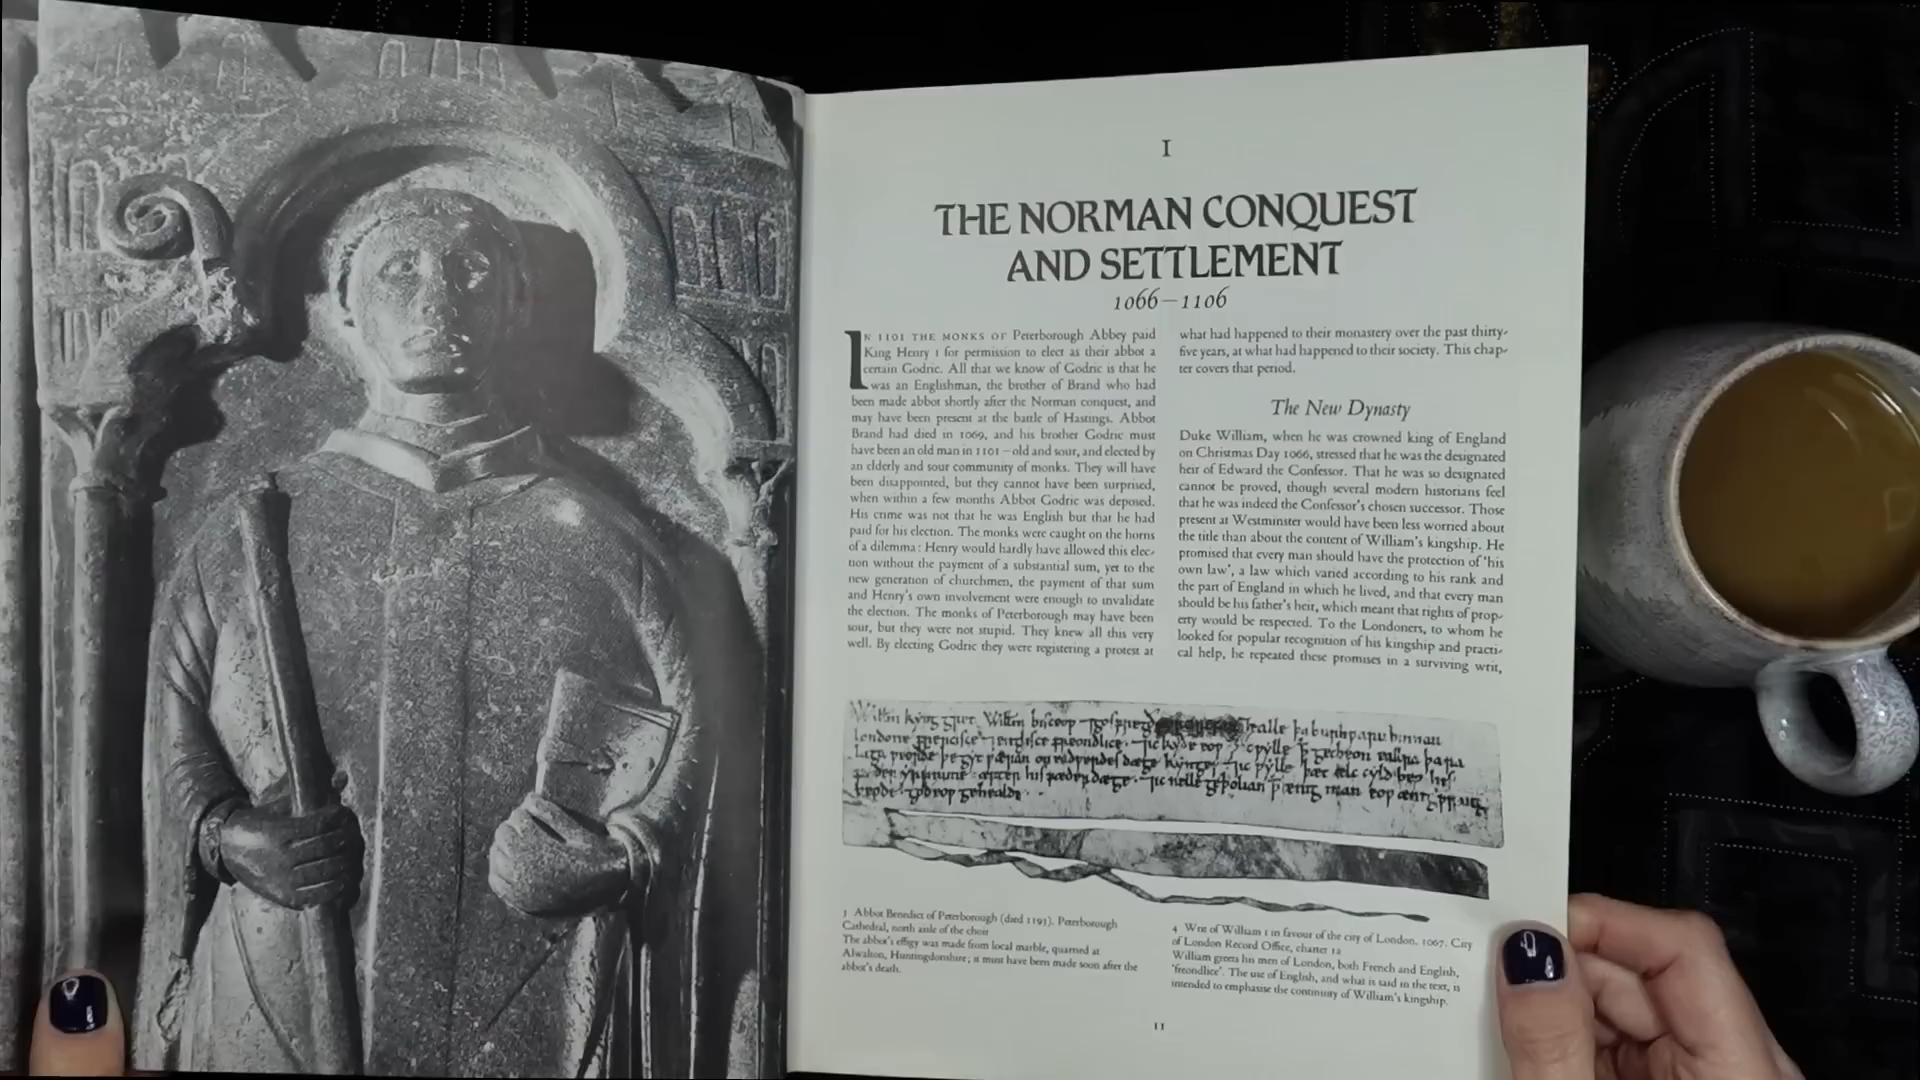 I
THE NORMAN CONQUEST
AND SETTLEMENT
1066–1106
IN 1101 THE MONKS OF Peterborough Abbey paid
King Henry I for permission to elect as their abbot a
certain Godric. All that we know of Godric is that he
was an Englishman, the brother of Brand who had
been made abbot shortly after the Norman conquest, and
may have been present at the battle of Hastings. Abbot
Brand had died in 1069, and his brother Godric must
have been an old man in 1101 – old and sour, and elected by
an elderly and sour community of monks. They will have
been disappointed, but they cannot have been surprised,
when within a few months Abbot Godric was deposed.
His crime was not that he was English but that he had
paid for his election. The monks were caught on the horns
of a dilemma: Henry would hardly have allowed this elec-
tion without the payment of a substantial sum, yet to the
new generation of churchmen, the payment of that sum
and Henry's own involvement were enough to invalidate
the election. The monks of Peterborough may have been
sour, but they were not stupid. They knew all this very
well. By electing Godric they were registering a protest at
what had happened to their monastery over the past thirty-
five years, at what had happened to their society. This chap-
ter covers that period.
The New Dynasty
Duke William, when he was crowned king of England
on Christmas Day 1066, stressed that he was the designated
heir of Edward the Confessor. That he was so designated
cannot be proved, though several modern historians feel
that he was indeed the Confessor's chosen successor. Those
present at Westminster would have been less worried about
the title than about the content of William's kingship. He
promised that every man should have the protection of 'his
own law', a law which varied according to his rank and
the part of England in which he lived, and that every man
should be his father's heir, which meant that rights of prop-
erty would be respected. To the Londoners, to whom he
looked for popular recognition of his kingship and practi-
cal help, he repeated these promises in a surviving writ,
3 Abbot Benedict of Peterborough (died 1193). Peterborough
Cathedral, north aisle of the choir
The abbot's effigy was made from local marble, quarried at
Alwalton, Huntingdonshire; it must have been made soon after the
abbot's death.
4 Writ of William I in favour of the city of London. 1067. City
of London Record Office, charter 1a
William greets his men of London, both French and English,
'freondlice'. The use of English, and what is said in the text, is
intended to emphasise the continuity of William's kingship.
11